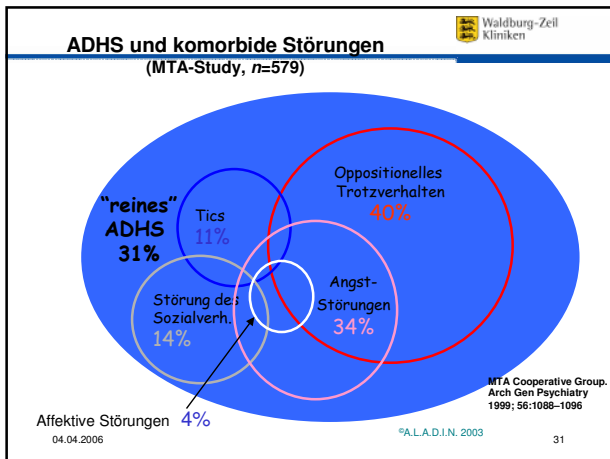 Waldburg-Zeil
Kliniken
ADHS und komorbide Störungen
(MTA-Study, n=579)
Oppositionelles
Trotzverhalten
40%
"reines"
ADHS
31%
Tics
11%
Störung des
Sozialverh.
14%
Angst-
Störungen
34%
Affektive Störungen 4%
MTA Cooperative Group.
Arch Gen Psychiatry
1999; 56:1088–1096
04.04.2006
©A.L.A.D.I.N. 2003
31